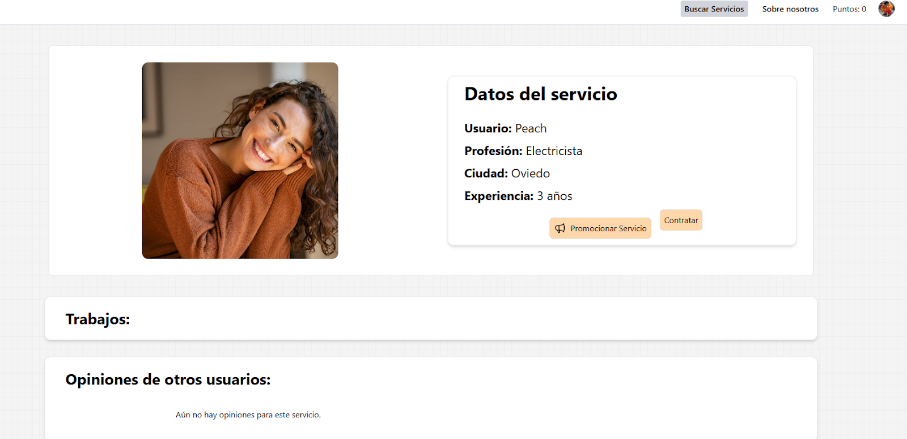 Buscar Servicios Sobre nosotros Puntos: 0
Datos del servicio
Usuario: Peach
Profesión: Electricista
Ciudad: Oviedo
Experiencia: 3 años
Promocionar Servicio Contratar
Trabajos:
Opiniones de otros usuarios:
Aún no hay opiniones para este servicio.